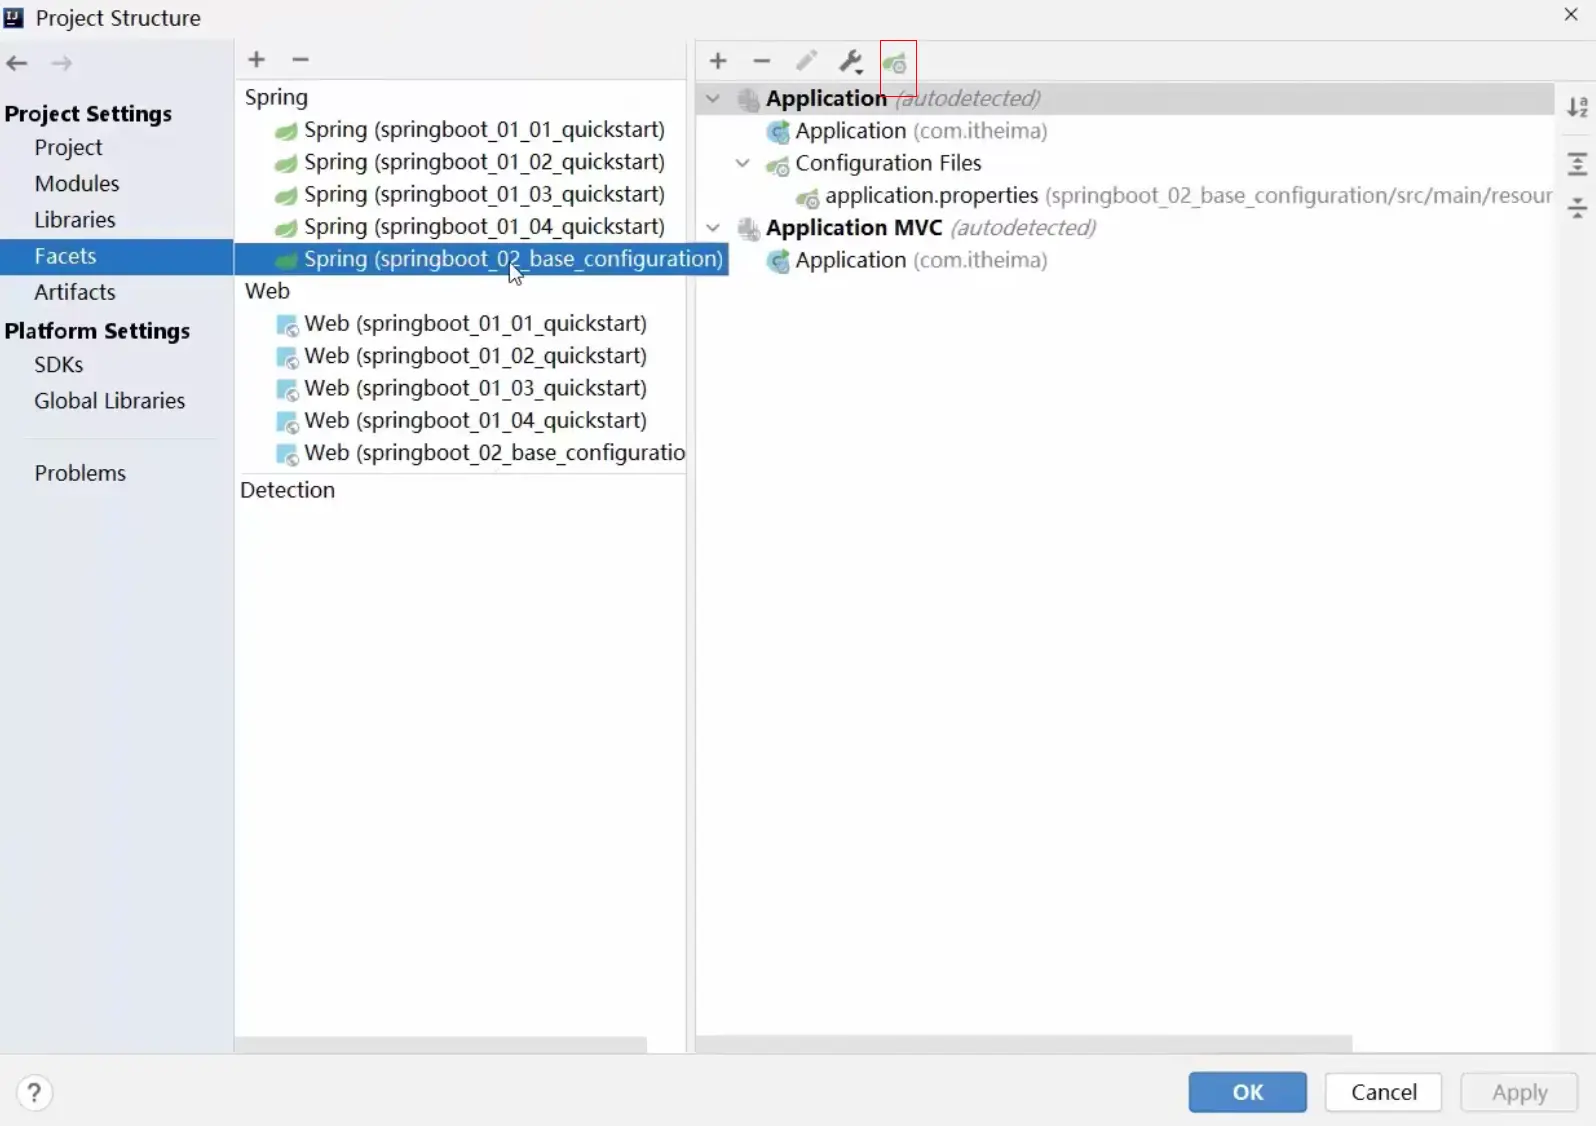 Project Structure
Project Settings
Project
Modules
Libraries
Facets
Artifacts
Platform Settings
SDKs
Global Libraries
Problems
Spring
Spring (springboot_01_01_quickstart)
Spring (springboot_01_02_quickstart)
Spring (springboot_01_03_quickstart)
Spring (springboot_01_04_quickstart)
Spring (springboot_02_base_configuration)
Web
Web (springboot_01_01_quickstart)
Web (springboot_01_02_quickstart)
Web (springboot_01_03_quickstart)
Web (springboot_01_04_quickstart)
Web (springboot_02_base_configuratio
Detection
Application (autodetected)
Application (com.itheima)
Configuration Files
application.properties (springboot_02_base_configuration/src/main/resour
Application MVC (autodetected)
Application (com.itheima)
?
OK
Cancel
Apply